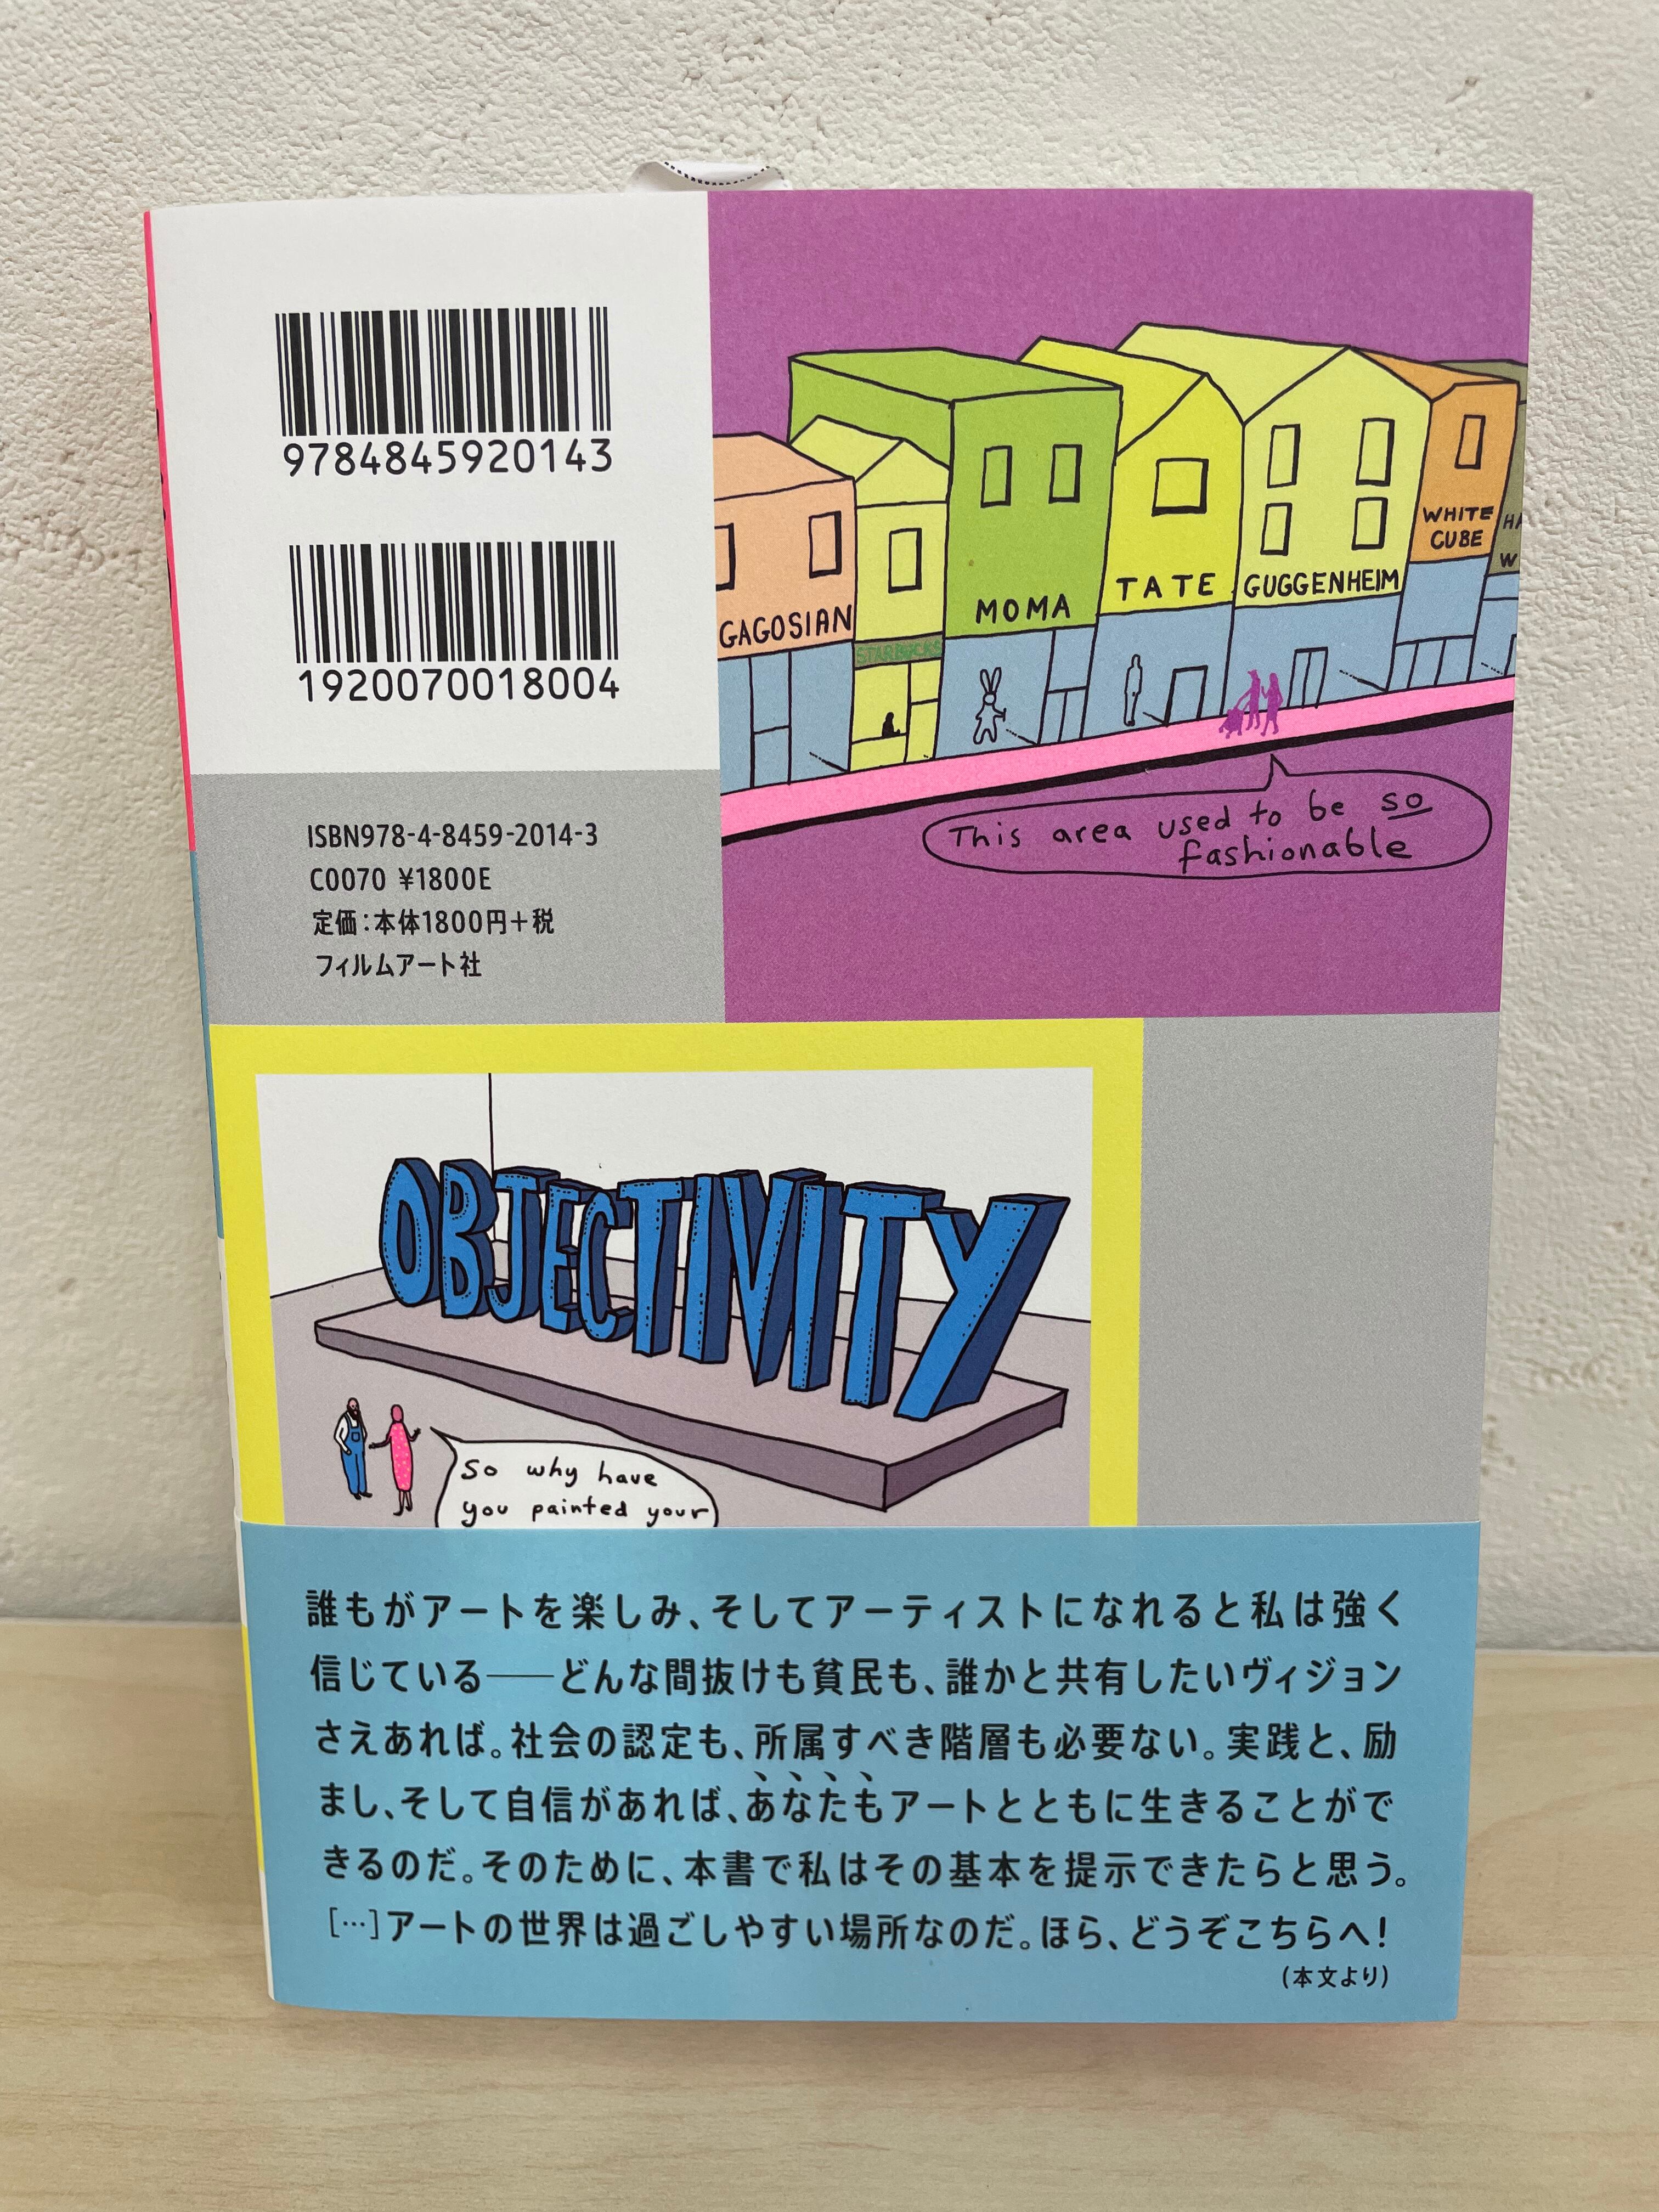 9784845920143
1920070018004
ISBN978-4-8459-2014-3
C0070 ¥1800E
定価：本体1800円＋税
フィルムアート社
GAGOSIAN
STARBUCKS
MOMA
TATE
GUGGENHEIM
WHITE
CUBE
This area used to be so
fashionable
OBJECTIVITY
So why have
you painted your
誰もがアートを楽しみ、そしてアーティストになれると私は強く
信じている――どんな間抜けも貧民も、誰かと共有したいヴィジョン
さえあれば。社会の認定も、所属すべき階層も必要ない。実践と、励
まし、そして自信があれば、あなたもアートとともに生きることがで
きるのだ。そのために、本書で私はその基本を提示できたらと思う。
[…]アートの世界は過ごしやすい場所なのだ。ほら、どうぞこちらへ！
(本文より)